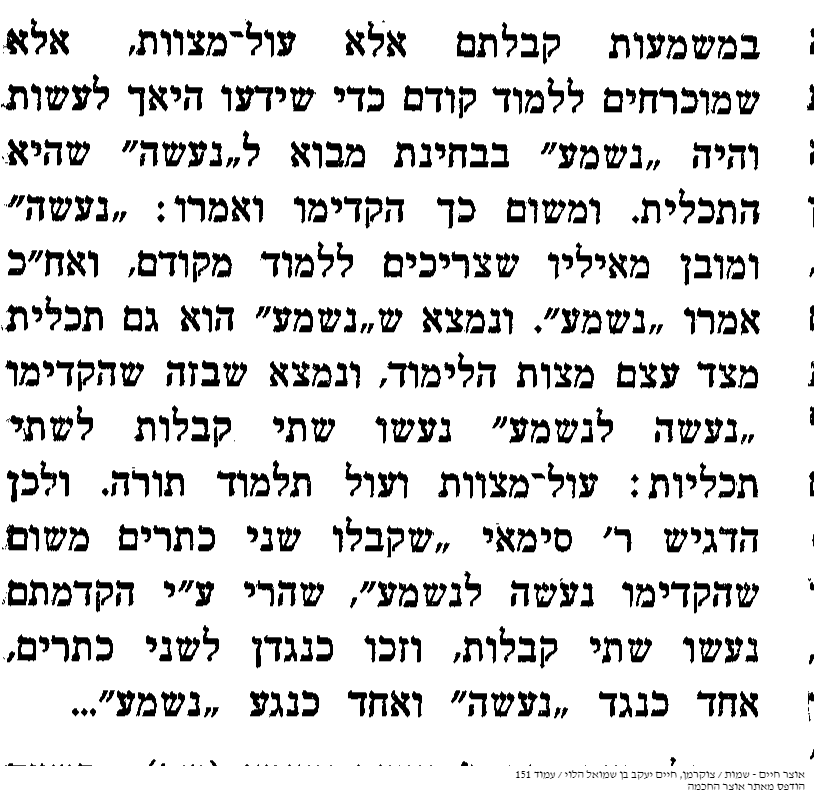 במשמעות קבלתם אלא עול־מצוות, אלא
שמוכרחים ללמוד קודם כדי שידעו היאך לעשות
והיה „נשמע״ בבחינת מבוא ל„נעשה״ שהיא
התכלית. ומשום כך הקדימו ואמרו: „נעשה״
ומובן מאיליו שצריכים ללמוד מקודם, ואח״כ
אמרו „נשמע״. ונמצא ש„נשמע״ הוא גם תכלית
מצד עצם מצות הלימוד, ונמצא שבזה שהקדימו
„נעשה לנשמע״ נעשו שתי קבלות לשתי
תכליות: עול־מצוות ועול תלמוד תורה. ולכן
הדגיש ר׳ סימאי „שקבלו שני כתרים משום
שהקדימו נעשה לנשמע״, שהרי ע״י הקדמתם
נעשו שתי קבלות, וזכו כנגדן לשני כתרים,
אחד כנגד „נעשה״ ואחד כנגע „נשמע״...
אוצר חיים - שמות / צוקרמן, חיים יעקב בן שמואל הלוי / עמוד 151
הודפס מאתר אוצר החכמה